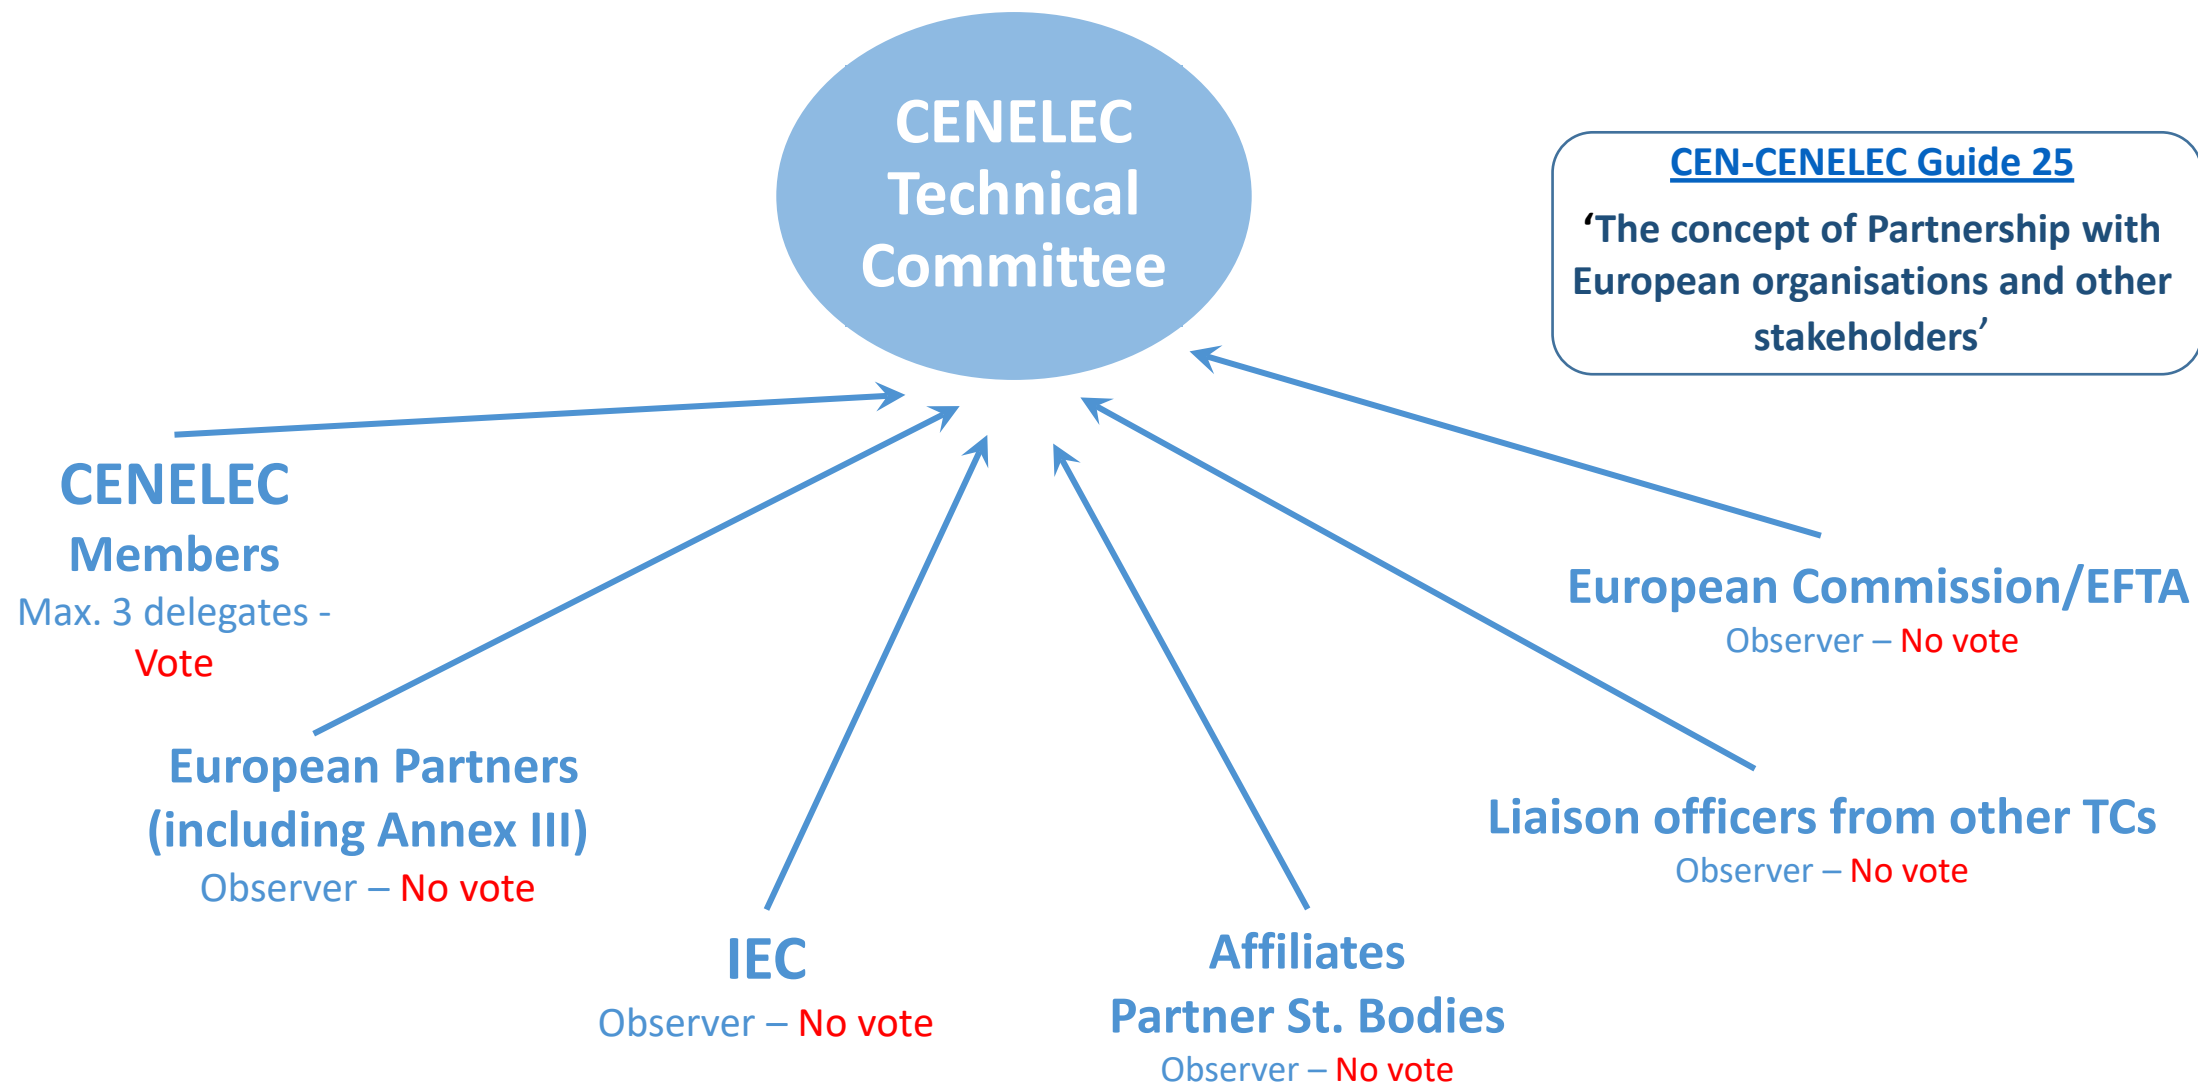 CENELEC
Technical
Committee
CEN-CENELEC Guide 25
‘The concept of Partnership with
European organisations and other
stakeholders’
CENELEC
Members
Max. 3 delegates -
Vote
European Partners
(including Annex III)
Observer – No vote
IEC
Observer – No vote
Affiliates
Partner St. Bodies
Observer – No vote
Liaison officers from other TCs
Observer – No vote
European Commission/EFTA
Observer – No vote